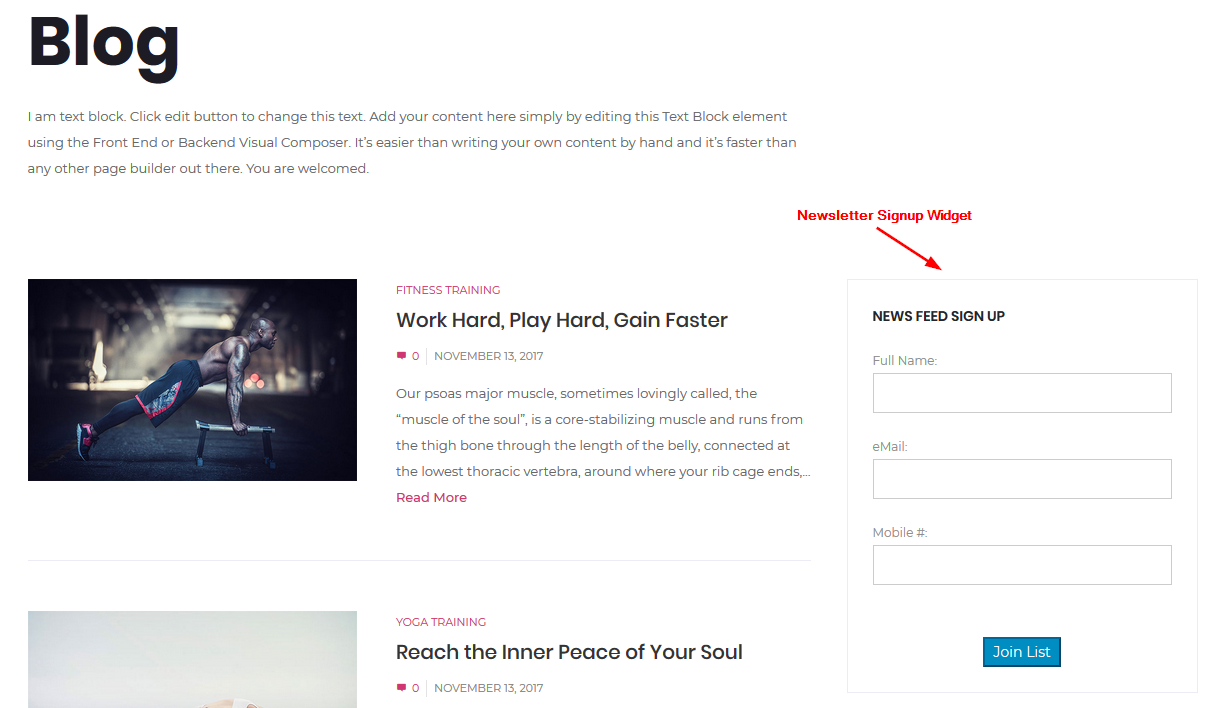 Blog
I am text block. Click edit button to change this text. Add your content here simply by editing this Text Block element
using the Front End or Backend Visual Composer. It’s easier than writing your own content by hand and it’s faster than
any other page builder out there. You are welcomed.
Newsletter Signup Widget
FITNESS TRAINING
Work Hard, Play Hard, Gain Faster
0 NOVEMBER 13, 2017
Our psoas major muscle, sometimes lovingly called, the
“muscle of the soul”, is a core-stabilizing muscle and runs from
the thigh bone through the length of the belly, connected at
the lowest thoracic vertebra, around where your rib cage ends,...
Read More
YOGA TRAINING
Reach the Inner Peace of Your Soul
0 NOVEMBER 13, 2017
NEWS FEED SIGN UP
Full Name:
eMail:
Mobile #:
Join List